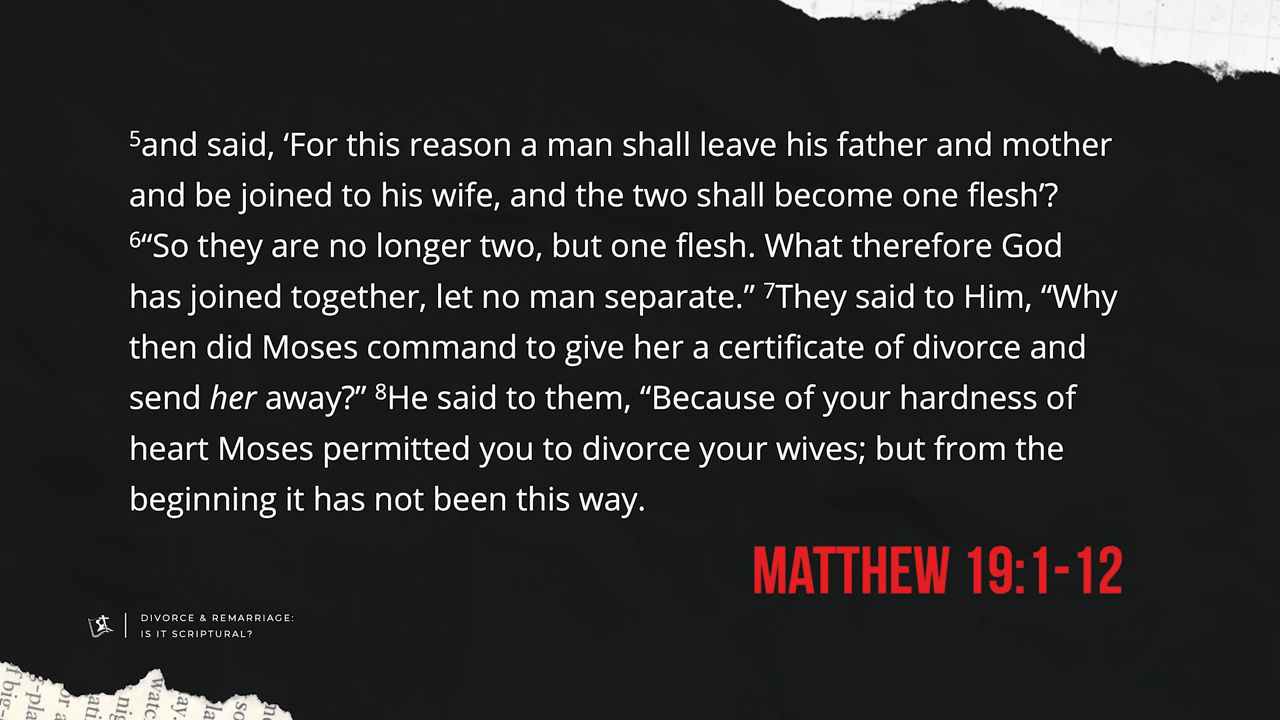 ⁵and said, ‘For this reason a man shall leave his father and mother
and be joined to his wife, and the two shall become one flesh’?
⁶“So they are no longer two, but one flesh. What therefore God
has joined together, let no man separate.” ⁷They said to Him, “Why
then did Moses command to give her a certificate of divorce and
send her away?” ⁸He said to them, “Because of your hardness of
heart Moses permitted you to divorce your wives; but from the
beginning it has not been this way.
MATTHEW 19:1-12
DIVORCE & REMARRIAGE:
IS IT SCRIPTURAL?